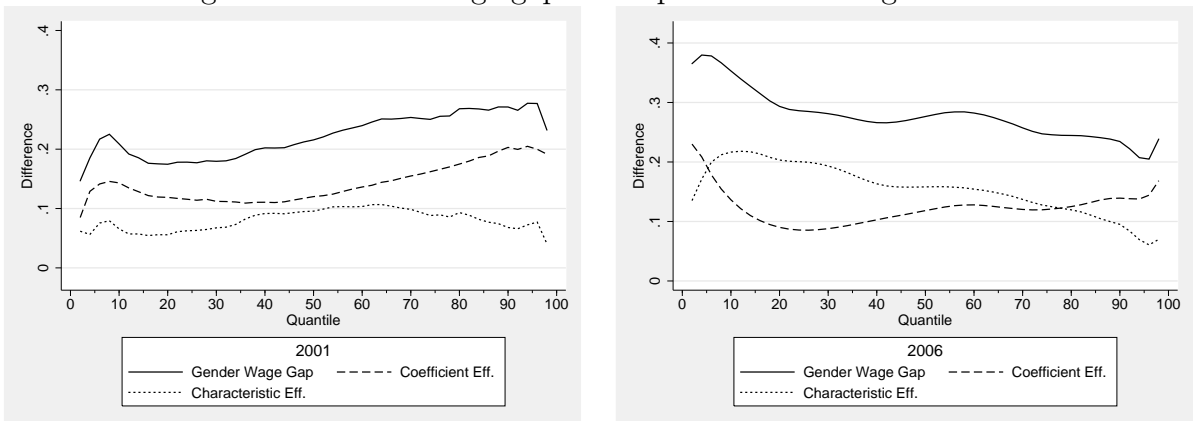 Difference
0 .1 .2 .3 .4
0 10 20 30 40 50 60 70 80 90 100
Quantile
2001
Gender Wage Gap
Coefficient Eff.
Characteristic Eff.
Difference
0 .1 .2 .3 .4
0 10 20 30 40 50 60 70 80 90 100
Quantile
2006
Gender Wage Gap
Coefficient Eff.
Characteristic Eff.